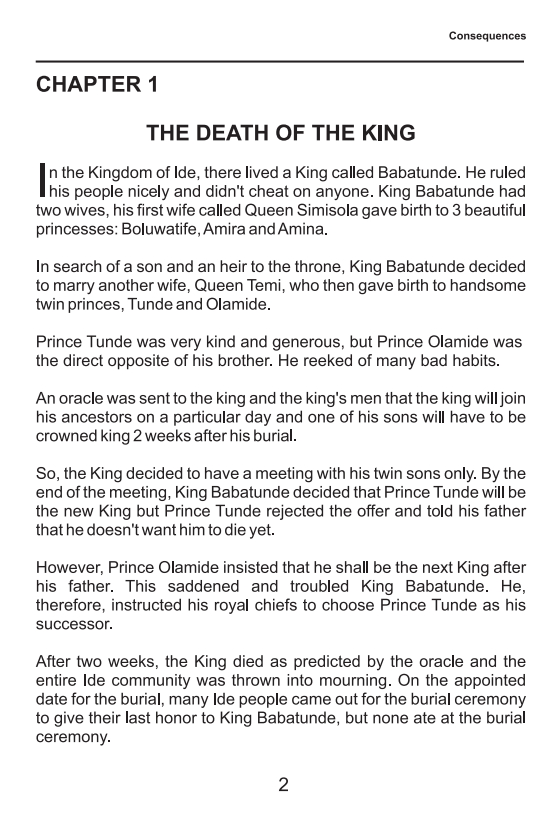 Consequences
CHAPTER 1
THE DEATH OF THE KING
In the Kingdom of Ide, there lived a King called Babatunde. He ruled
his people nicely and didn't cheat on anyone. King Babatunde had
two wives, his first wife called Queen Simisola gave birth to 3 beautiful
princesses: Boluwatife, Amira and Amina.
In search of a son and an heir to the throne, King Babatunde decided
to marry another wife, Queen Temi, who then gave birth to handsome
twin princes, Tunde and Olamide.
Prince Tunde was very kind and generous, but Prince Olamide was
the direct opposite of his brother. He reeked of many bad habits.
An oracle was sent to the king and the king's men that the king will join
his ancestors on a particular day and one of his sons will have to be
crowned king 2 weeks after his burial.
So, the King decided to have a meeting with his twin sons only. By the
end of the meeting, King Babatunde decided that Prince Tunde will be
the new King but Prince Tunde rejected the offer and told his father
that he doesn't want him to die yet.
However, Prince Olamide insisted that he shall be the next King after
his father. This saddened and troubled King Babatunde. He,
therefore, instructed his royal chiefs to choose Prince Tunde as his
successor.
After two weeks, the King died as predicted by the oracle and the
entire Ide community was thrown into mourning. On the appointed
date for the burial, many Ide people came out for the burial ceremony
to give their last honor to King Babatunde, but none ate at the burial
ceremony.
2